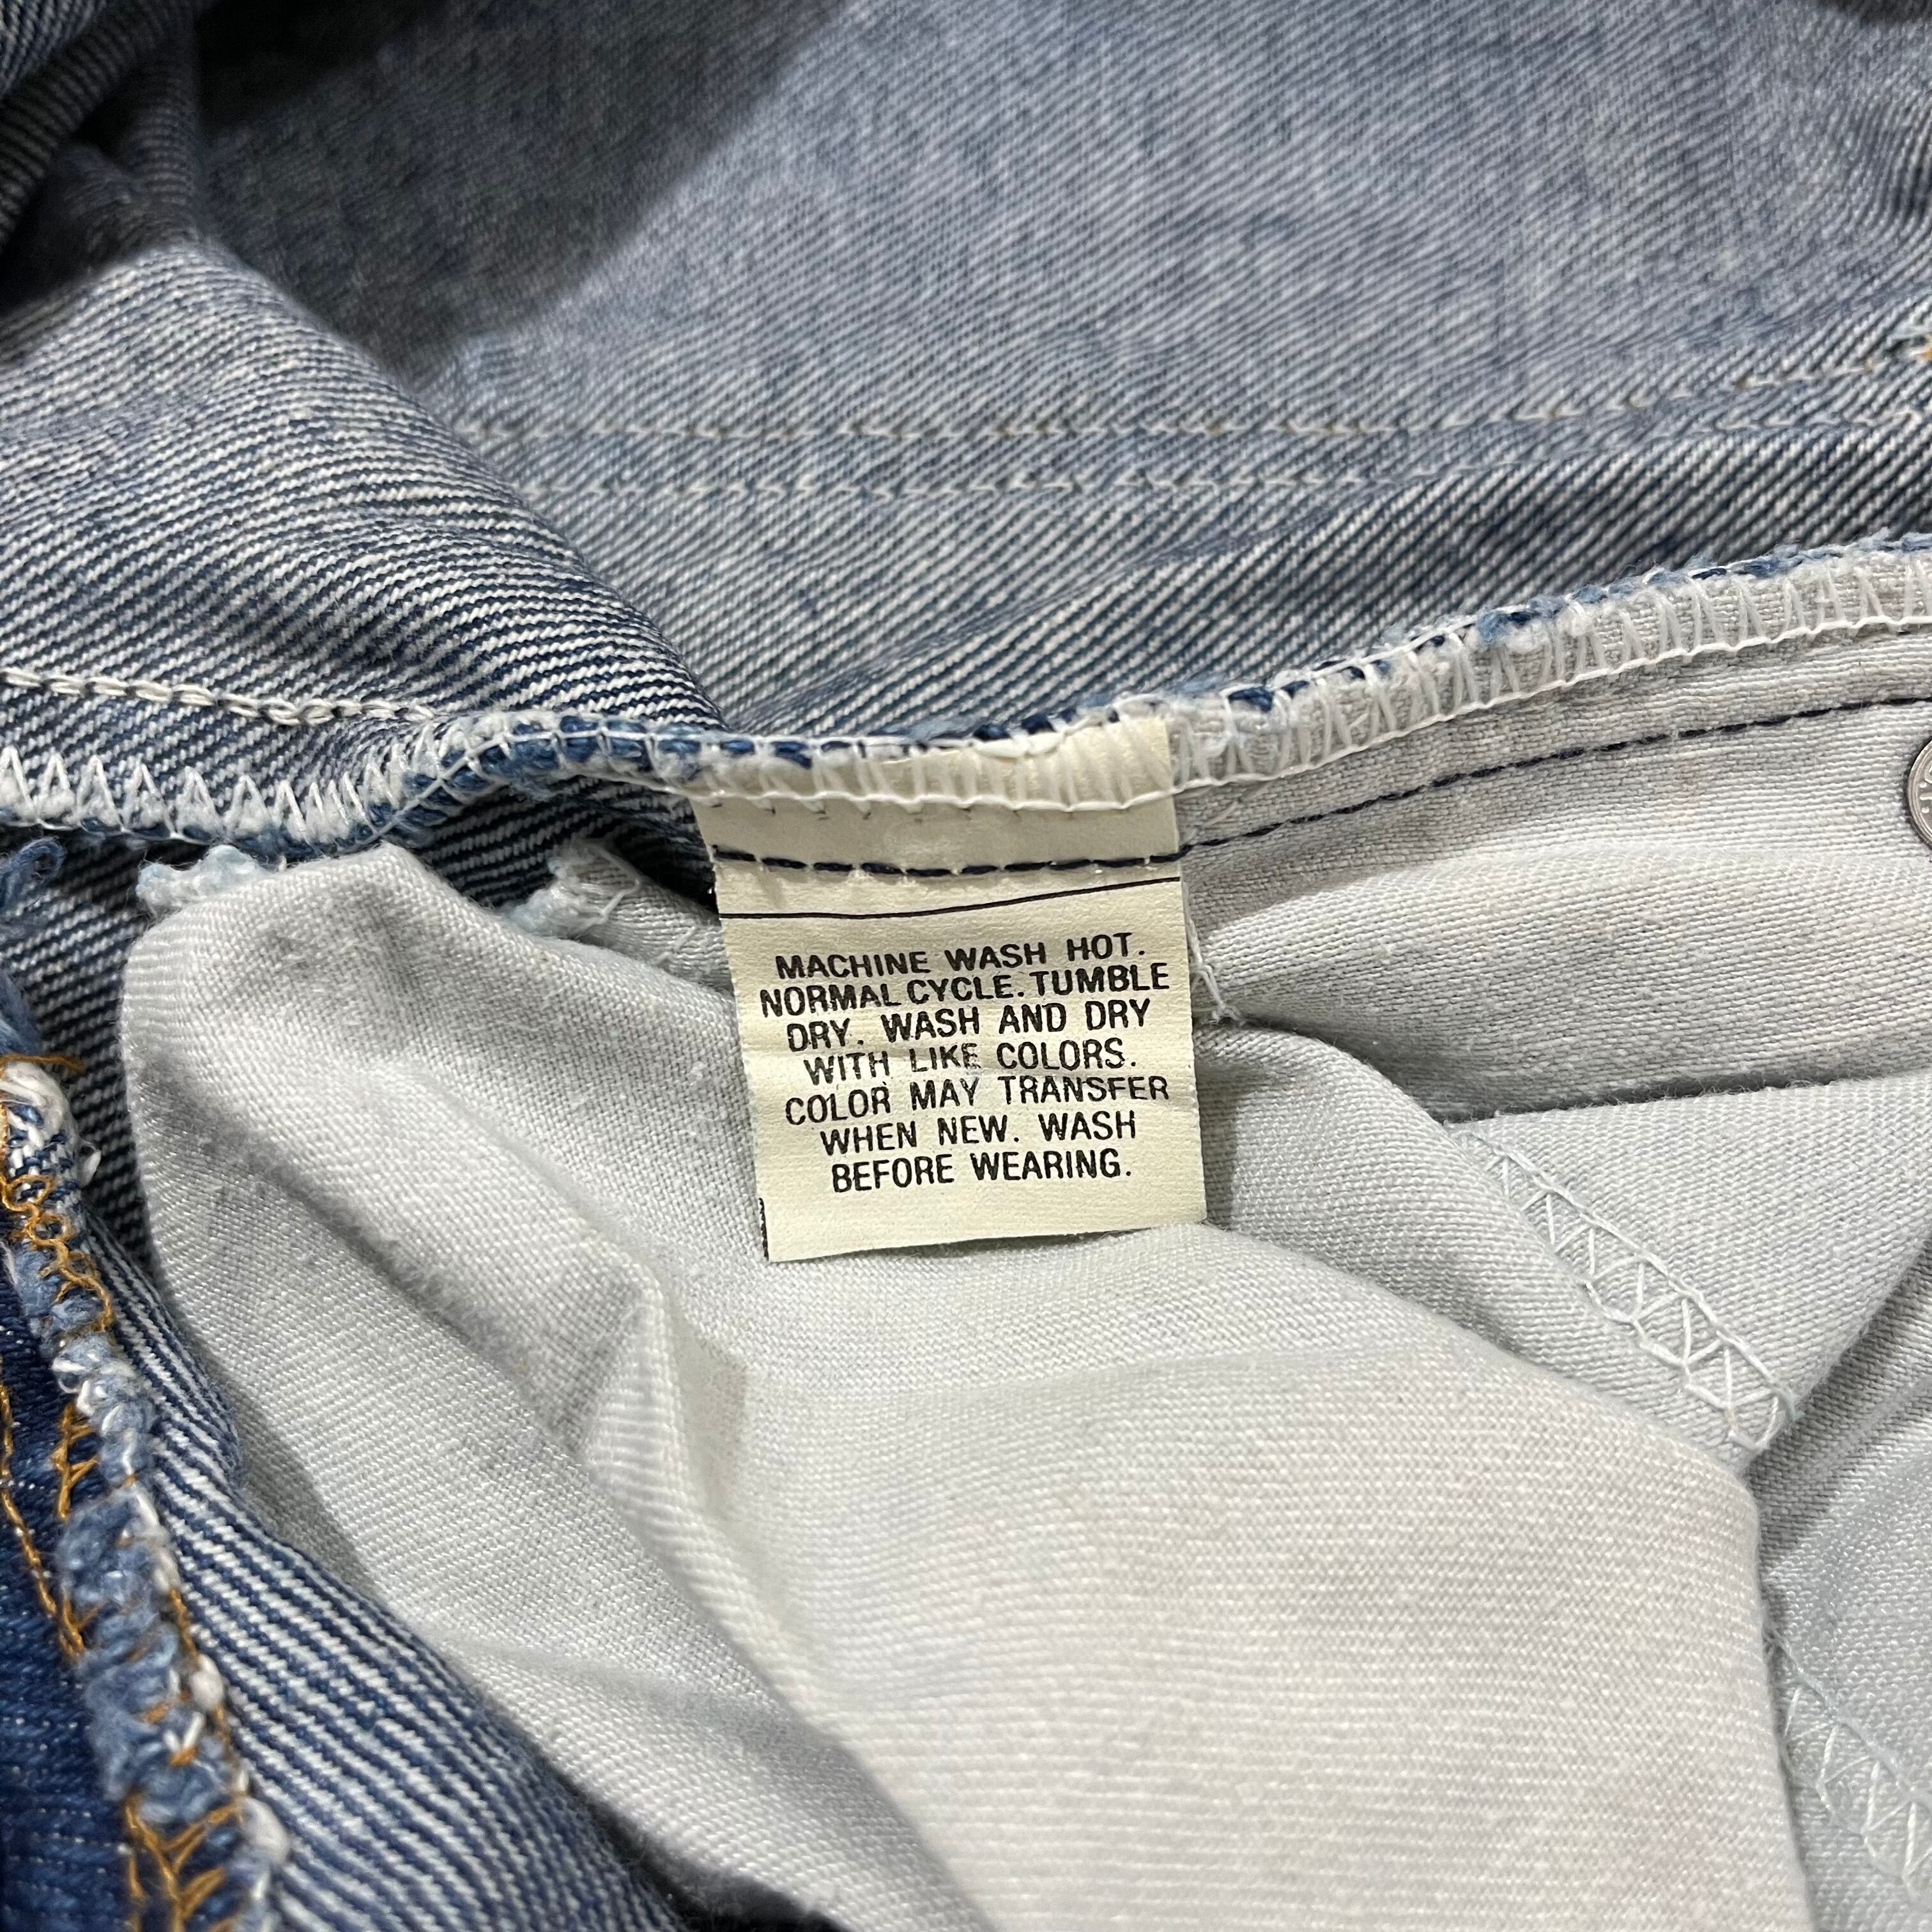 MACHINE WASH HOT.
NORMAL CYCLE. TUMBLE
DRY. WASH AND DRY
WITH LIKE COLORS.
COLOR MAY TRANSFER
WHEN NEW. WASH
BEFORE WEARING.